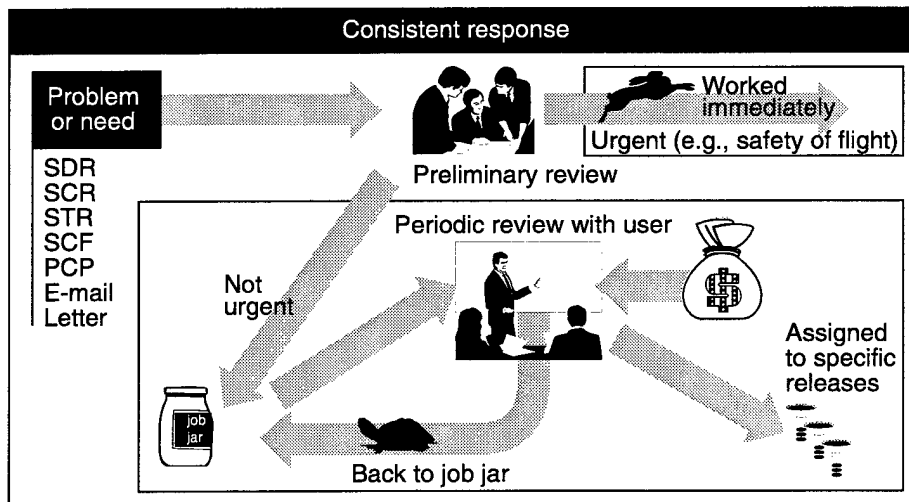 Consistent response
Problem
or need
SDR
SCR
STR
SCF
PCP
E-mail
Letter
Preliminary review
Worked
immediately
Urgent (e.g., safety of flight)
Not
urgent
Periodic review with user
$
Assigned
to specific
releases
job
jar
Back to job jar